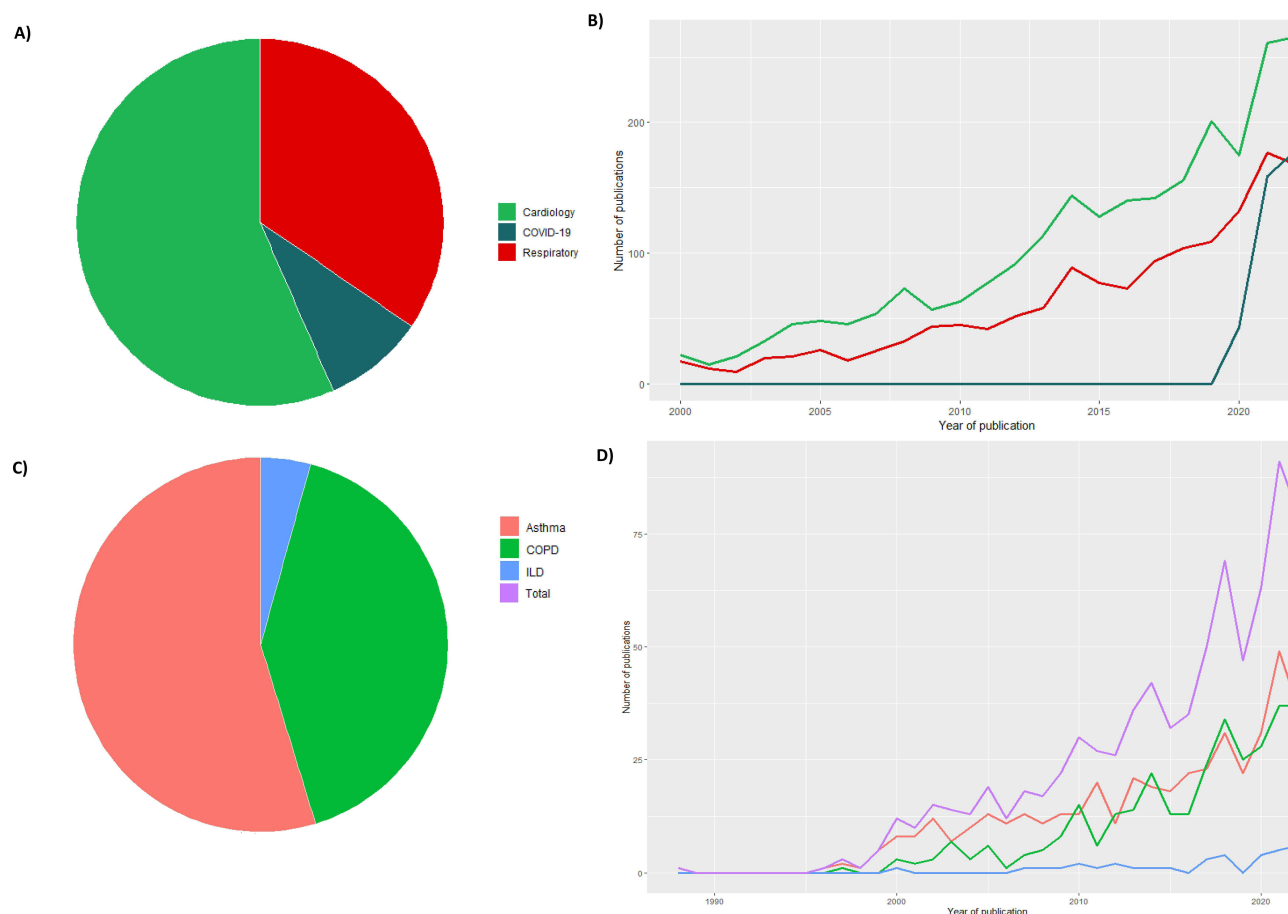 A)
Cardiology
COVID-19
Respiratory
B)
Number of publications
200
100
0
2000
2005
2010
2015
2020
Year of publication
C)
Asthma
COPD
ILD
Total
D)
Number of publications
75
50
25
0
1990
2000
2010
2020
Year of publication